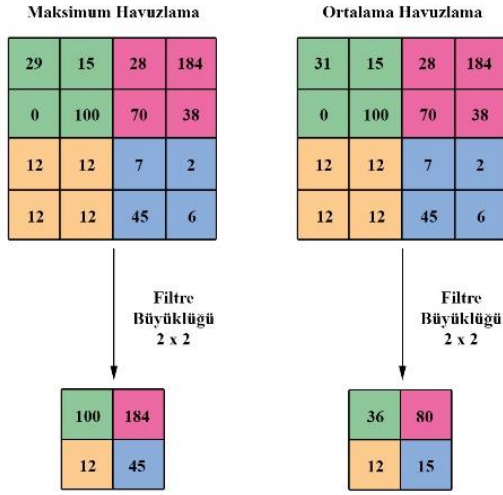 Maksimum Havuzlama
29 15 28 184
0 100 70 38
12 12 7 2
12 12 45 6
Filtre
Büyüklüğü
2 x 2
100 184
12 45
Ortalama Havuzlama
31 15 28 184
0 100 70 38
12 12 7 2
12 12 45 6
Filtre
Büyüklüğü
2 x 2
36 80
12 15